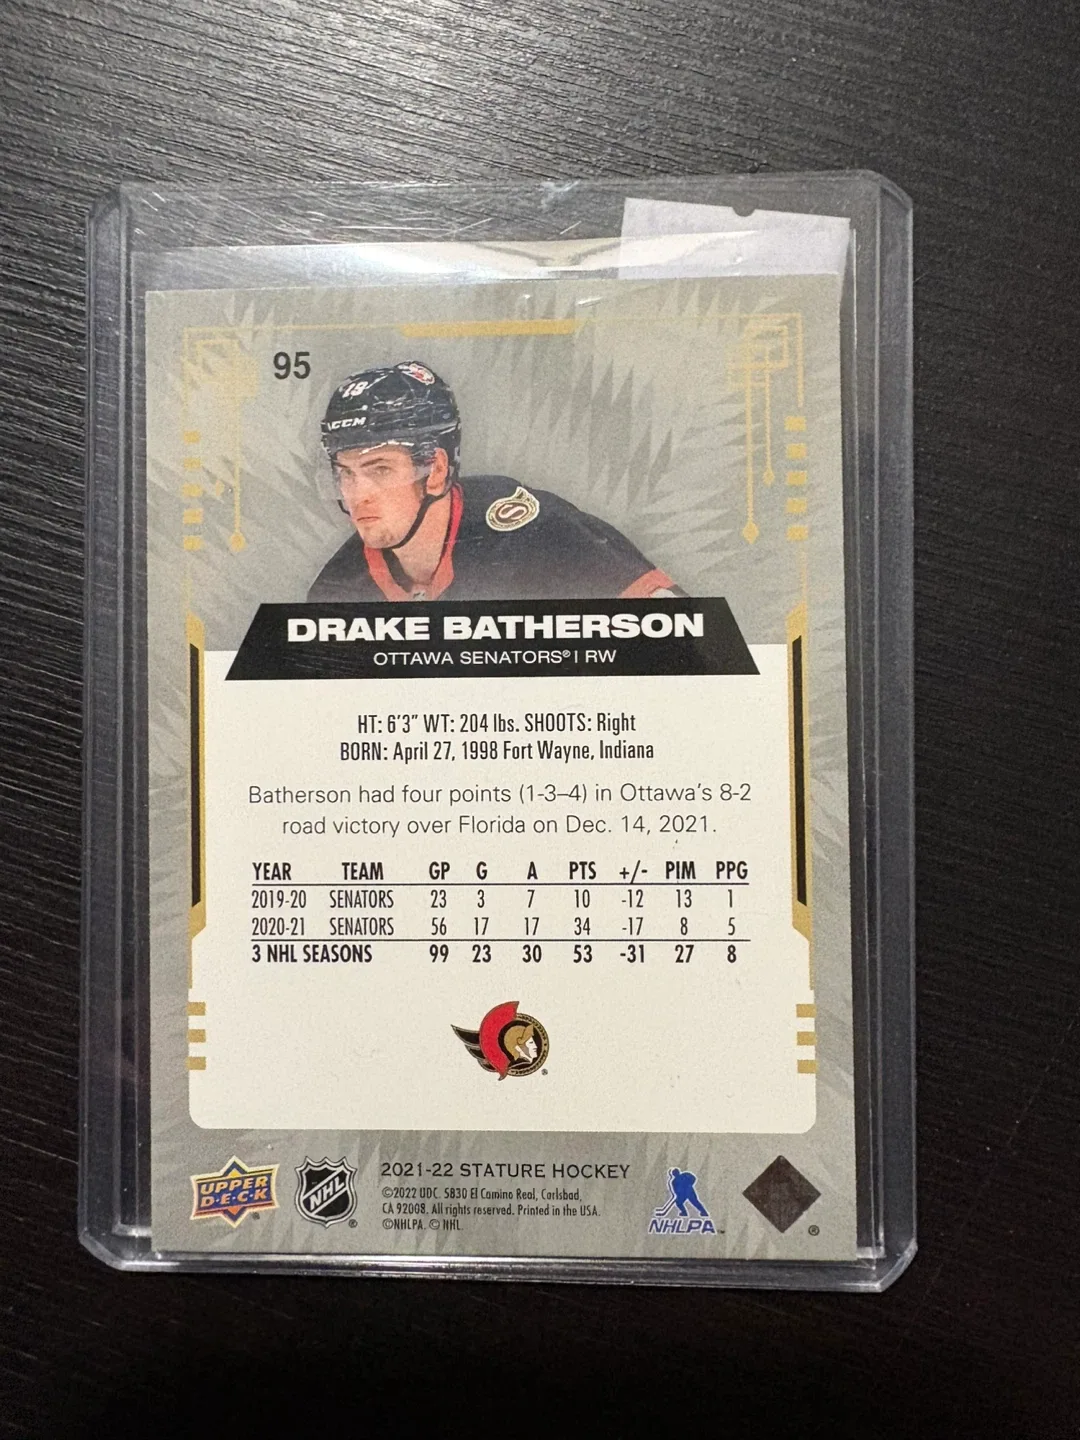 95
19
CCM
DRAKE BATHERSON
OTTAWA SENATORS® | RW
HT: 6'3" WT: 204 lbs. SHOOTS: Right
BORN: April 27, 1998 Fort Wayne, Indiana
Batherson had four points (1-3–4) in Ottawa's 8-2
road victory over Florida on Dec. 14, 2021.
YEAR TEAM GP G A PTS +/- PIM PPG
2019-20 SENATORS 23 3 7 10 -12 13 1
2020-21 SENATORS 56 17 17 34 -17 8 5
3 NHL SEASONS 99 23 30 53 -31 27 8
UPPER
D·E·C·K
NHL
2021-22 STATURE HOCKEY
©2022 UDC. 5830 El Camino Real, Carlsbad,
CA 92008. All rights reserved. Printed in the USA.
©NHLPA. © NHL.
NHLPA™
®